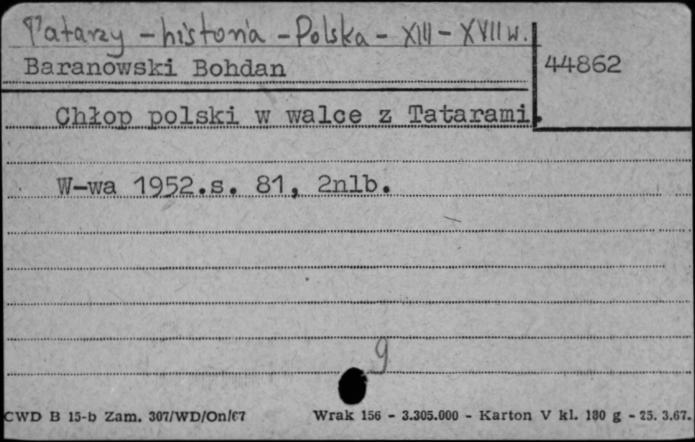 Tatarzy - historia - Polska - XIII - XVII w.
Baranowski Bohdan
44862
Chłop polski w walce z Tatarami.
W-wa 1952.s. 81, 2nlb.
9
CWD B 15-b Zam. 307/WD/On/67 Wrak 156 - 3.305.000 - Karton V kl. 180 g - 25. 3.67.